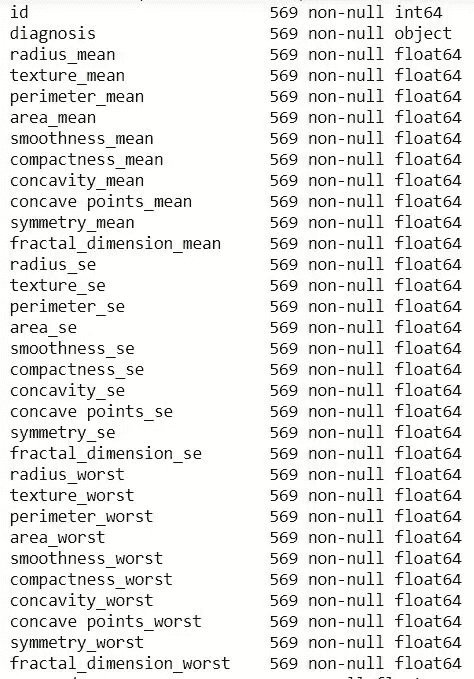 id 569 non-null int64
diagnosis 569 non-null object
radius_mean 569 non-null float64
texture_mean 569 non-null float64
perimeter_mean 569 non-null float64
area_mean 569 non-null float64
smoothness_mean 569 non-null float64
compactness_mean 569 non-null float64
concavity_mean 569 non-null float64
concave points_mean 569 non-null float64
symmetry_mean 569 non-null float64
fractal_dimension_mean 569 non-null float64
radius_se 569 non-null float64
texture_se 569 non-null float64
perimeter_se 569 non-null float64
area_se 569 non-null float64
smoothness_se 569 non-null float64
compactness_se 569 non-null float64
concavity_se 569 non-null float64
concave points_se 569 non-null float64
symmetry_se 569 non-null float64
fractal_dimension_se 569 non-null float64
radius_worst 569 non-null float64
texture_worst 569 non-null float64
perimeter_worst 569 non-null float64
area_worst 569 non-null float64
smoothness_worst 569 non-null float64
compactness_worst 569 non-null float64
concavity_worst 569 non-null float64
concave points_worst 569 non-null float64
symmetry_worst 569 non-null float64
fractal_dimension_worst 569 non-null float64